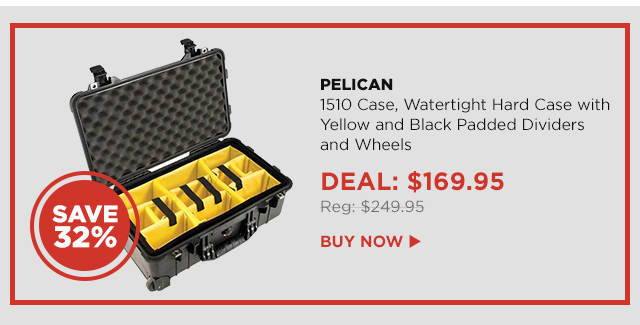 PELICAN
1510 Case, Watertight Hard Case with
Yellow and Black Padded Dividers
and Wheels
DEAL: $169.95
Reg: $249.95
BUY NOW ▶
SAVE
32%